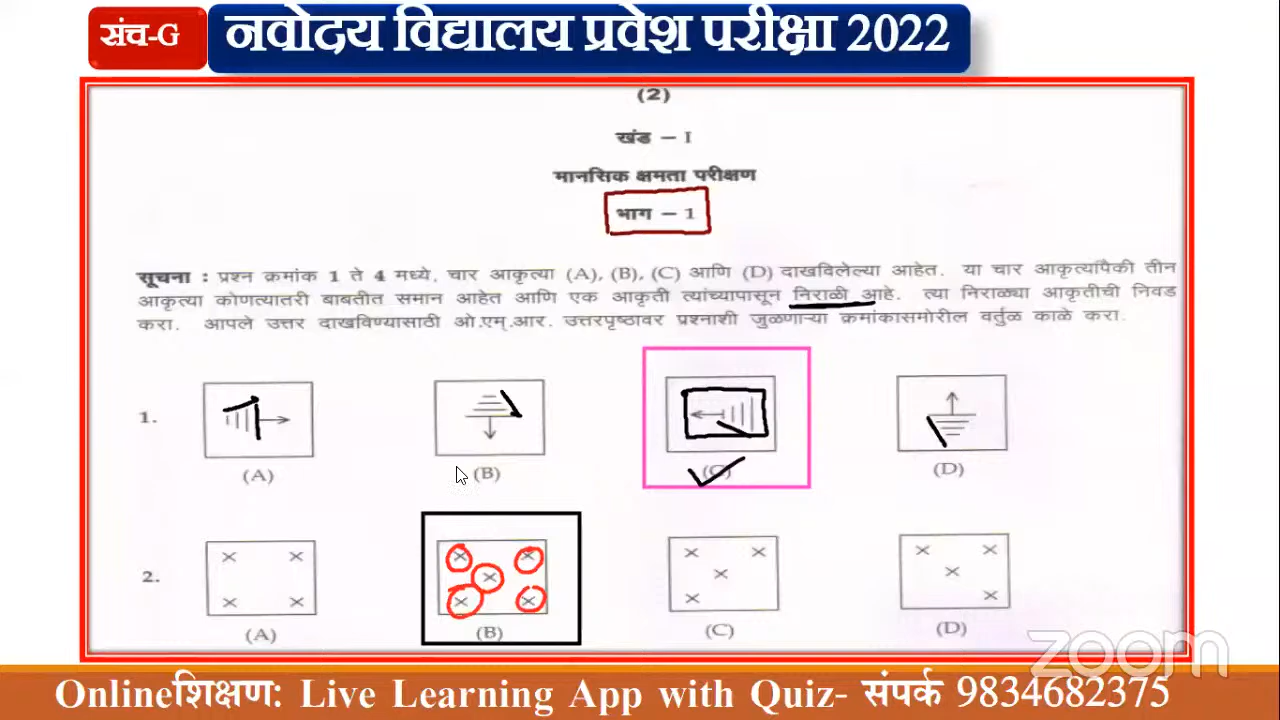 संच-G
नवोदय विद्यालय प्रवेश परीक्षा 2022
(2)
खंड – I
मानसिक क्षमता परीक्षण
भाग – 1
सूचना : प्रश्न क्रमांक 1 ते 4 मध्ये, चार आकृत्या (A), (B), (C) आणि (D) दाखविलेल्या आहेत. या चार आकृत्यांपैकी तीन
आकृत्या कोणत्यातरी बाबतीत समान आहेत आणि एक आकृती त्यांच्यापासून निराळी आहे. त्या निराळ्या आकृतीची निवड
करा. आपले उत्तर दाखविण्यासाठी ओ.एम्.आर. उत्तरपृष्ठावर प्रश्नाशी जुळणाऱ्या क्रमांकासमोरील वर्तुळ काळे करा.
1.
(A) (B) (C) (D)
2.
(A) (B) (C) (D)
zoom
Onlineशिक्षण: Live Learning App with Quiz- संपर्क 9834682375